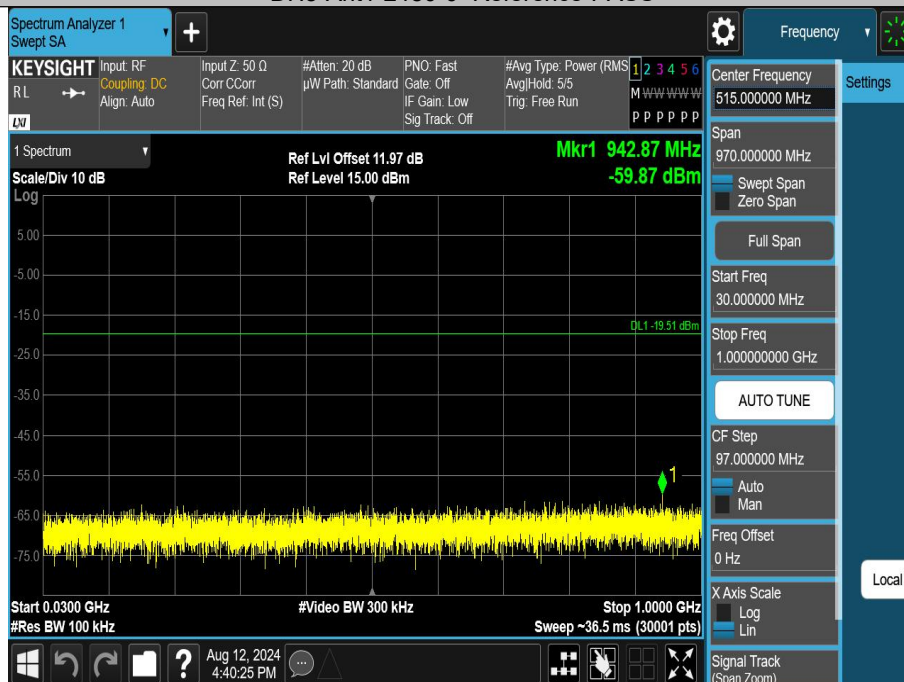 Spectrum Analyzer 1
Swept SA
Frequency
KEYSIGHT
RL
LXI
Input: RF
Coupling: DC
Align: Auto
Input Z: 50 Ω
Corr CCorr
Freq Ref: Int (S)
#Atten: 20 dB
µW Path: Standard
PNO: Fast
Gate: Off
IF Gain: Low
Sig Track: Off
#Avg Type: Power (RMS
Avg|Hold: 5/5
Trig: Free Run
1 2 3 4 5 6
M W W W W W
P P P P P P
1 Spectrum
Scale/Div 10 dB
Log
Ref Lvl Offset 11.97 dB
Ref Level 15.00 dBm
Mkr1 942.87 MHz
-59.87 dBm
5.00
-5.00
-15.0
DL1 -19.51 dBm
-25.0
-35.0
-45.0
-55.0
1
-65.0
-75.0
Start 0.0300 GHz
#Res BW 100 kHz
#Video BW 300 kHz
Stop 1.0000 GHz
Sweep ~36.5 ms (30001 pts)
Aug 12, 2024
4:40:25 PM
Center Frequency
515.000000 MHz
Settings
Span
970.000000 MHz
Swept Span
Zero Span
Full Span
Start Freq
30.000000 MHz
Stop Freq
1.000000000 GHz
AUTO TUNE
CF Step
97.000000 MHz
Auto
Man
Freq Offset
0 Hz
Local
X Axis Scale
Log
Lin
Signal Track
(Span Zoom)